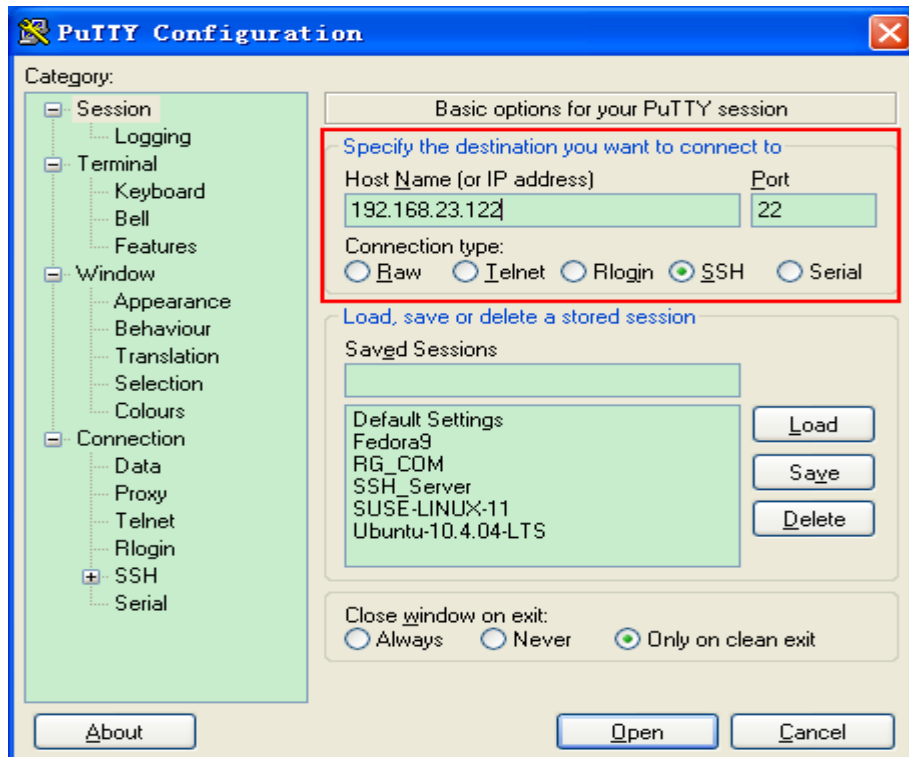 PuTTY Configuration
Category:
Session
Logging
Terminal
Keyboard
Bell
Features
Window
Appearance
Behaviour
Translation
Selection
Colours
Connection
Data
Proxy
Telnet
Rlogin
SSH
Serial
Basic options for your PuTTY session
Specify the destination you want to connect to
Host Name (or IP address) Port
192.168.23.122 22
Connection type:
Raw Telnet Rlogin SSH Serial
Load, save or delete a stored session
Saved Sessions
Default Settings
Fedora9
RG_COM
SSH_Server
SUSE-LINUX-11
Ubuntu-10.4.04-LTS
Load
Save
Delete
Close window on exit:
Always Never Only on clean exit
About Open Cancel